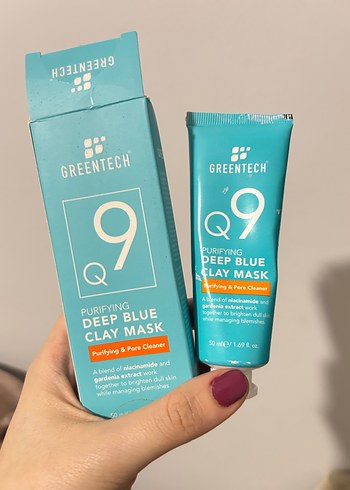 GREENTECH
GREENTECH
Q9
PURIFYING
DEEP BLUE
CLAY MASK
Purifying & Pore Cleaner
A blend of niacinamide and
gardenia extract work
together to brighten dull skin
while managing blemishes.
GREENTECH
Q9
PURIFYING
DEEP BLUE
CLAY MASK
Purifying & Pore Cleaner
A blend of niacinamide and
gardenia extract work
together to brighten dull skin
while managing blemishes.
50 ml e / 1.69 fl. oz.